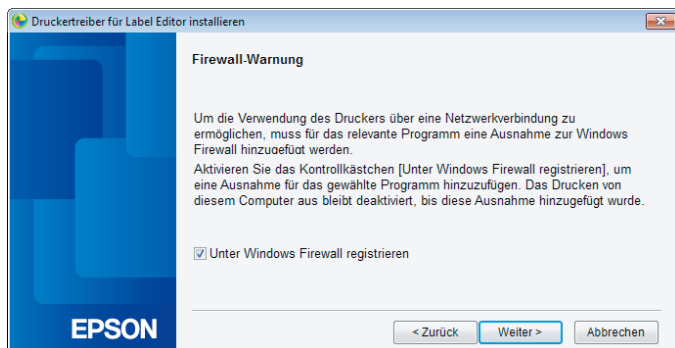 Druckertreiber für Label Editor installieren
Firewall-Warnung
Um die Verwendung des Druckers über eine Netzwerkverbindung zu
ermöglichen, muss für das relevante Programm eine Ausnahme zur Windows
Firewall hinzugefügt werden.
Aktivieren Sie das Kontrollkästchen [Unter Windows Firewall registrieren], um
eine Ausnahme für das gewählte Programm hinzuzufügen. Das Drucken von
diesem Computer aus bleibt deaktiviert, bis diese Ausnahme hinzugefügt wurde.
Unter Windows Firewall registrieren
EPSON
< Zurück Weiter > Abbrechen